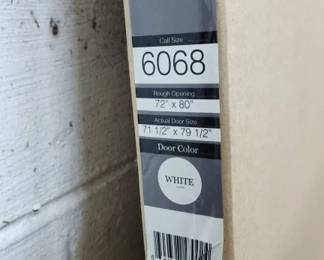 Call Size
6068
Rough Opening
72" x 80"
Actual Door Size
71 1/2" x 79 1/2"
Door Color
WHITE